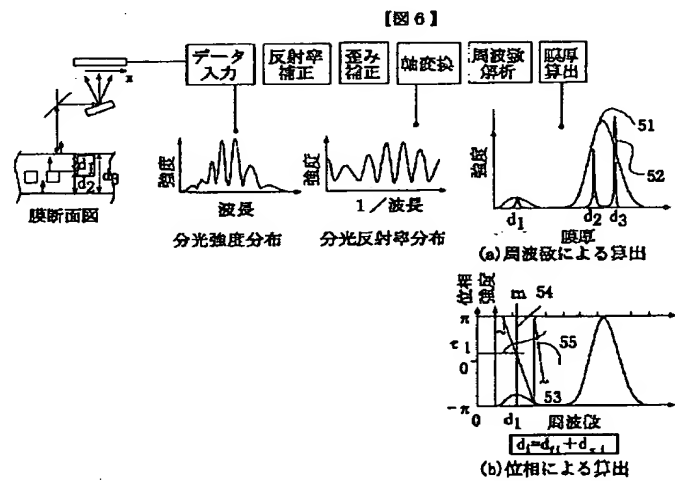 【図6】
データ
入力
反射率
補正
歪み
補正
軸変換
周波数
解析
膜厚
算出
x
d1
d2
d3
膜断面図
強度
波長
分光強度分布
強度
1/波長
分光反射率分布
強度
51
52
d1
d2
d3
膜厚
(a)周波数による算出
位相
強度
m
54
π
τ1
0
55
53
-π
0
d1
周波数
(b)位相による算出